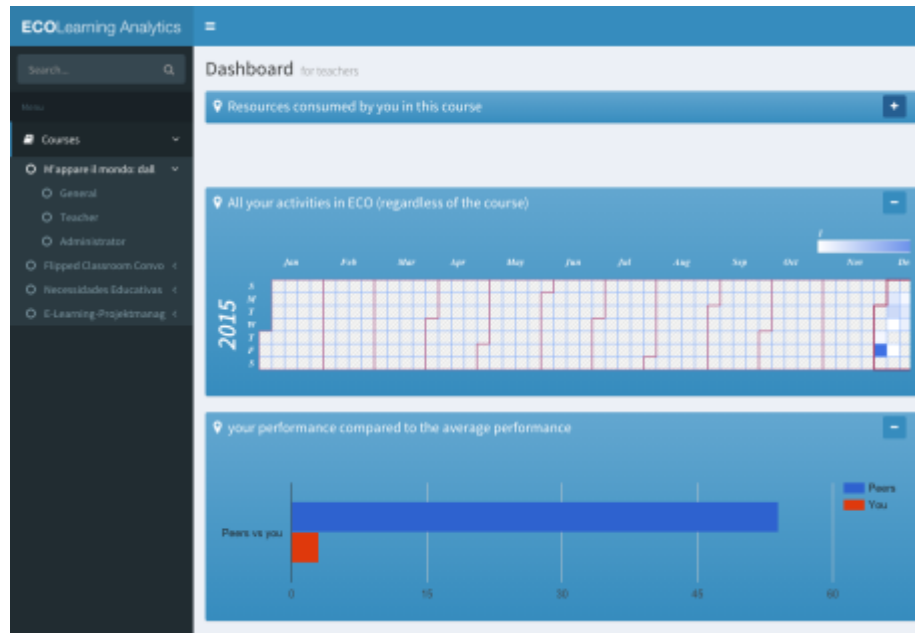 ECOLearning Analytics
Search...
Menu
Courses
M'appare il mondo: dall
General
Teacher
Administrator
Flipped Classroom Convo
Necessidades Educativas
E-Learning-Projektmanag
Dashboard for teachers
Resources consumed by you in this course
All your activities in ECO (regardless of the course)
Jan Feb Mar Apr May Jun Jul Aug Sep Oct Nov De
2015
S
M
T
W
T
F
S
your performance compared to the average performance
Peers
You
Peers vs you
0 15 30 45 60